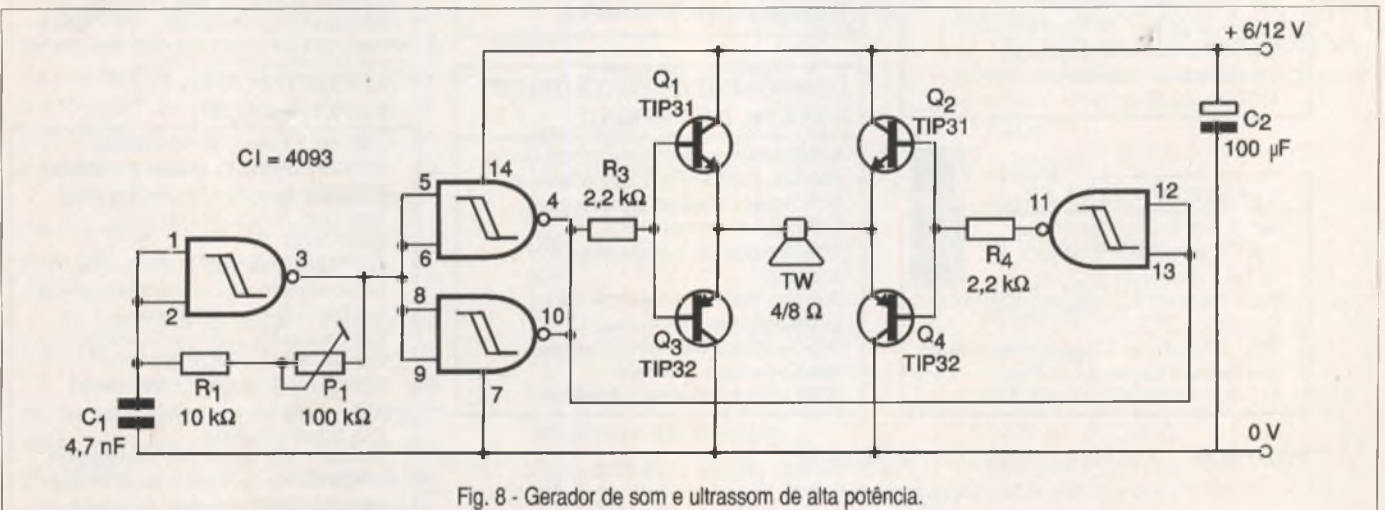 + 6/12 V
Q1
TIP31
Q2
TIP31
C2
100 µF
CI = 4093
14
5
4
6
R3
2,2 kΩ
1
3
2
8
10
9
7
TW
4/8 Ω
11
12
13
R4
2,2 kΩ
Q3
TIP32
Q4
TIP32
R1
10 kΩ
P1
100 kΩ
C1
4,7 nF
0 V
Fig. 8 - Gerador de som e ultrassom de alta potência.